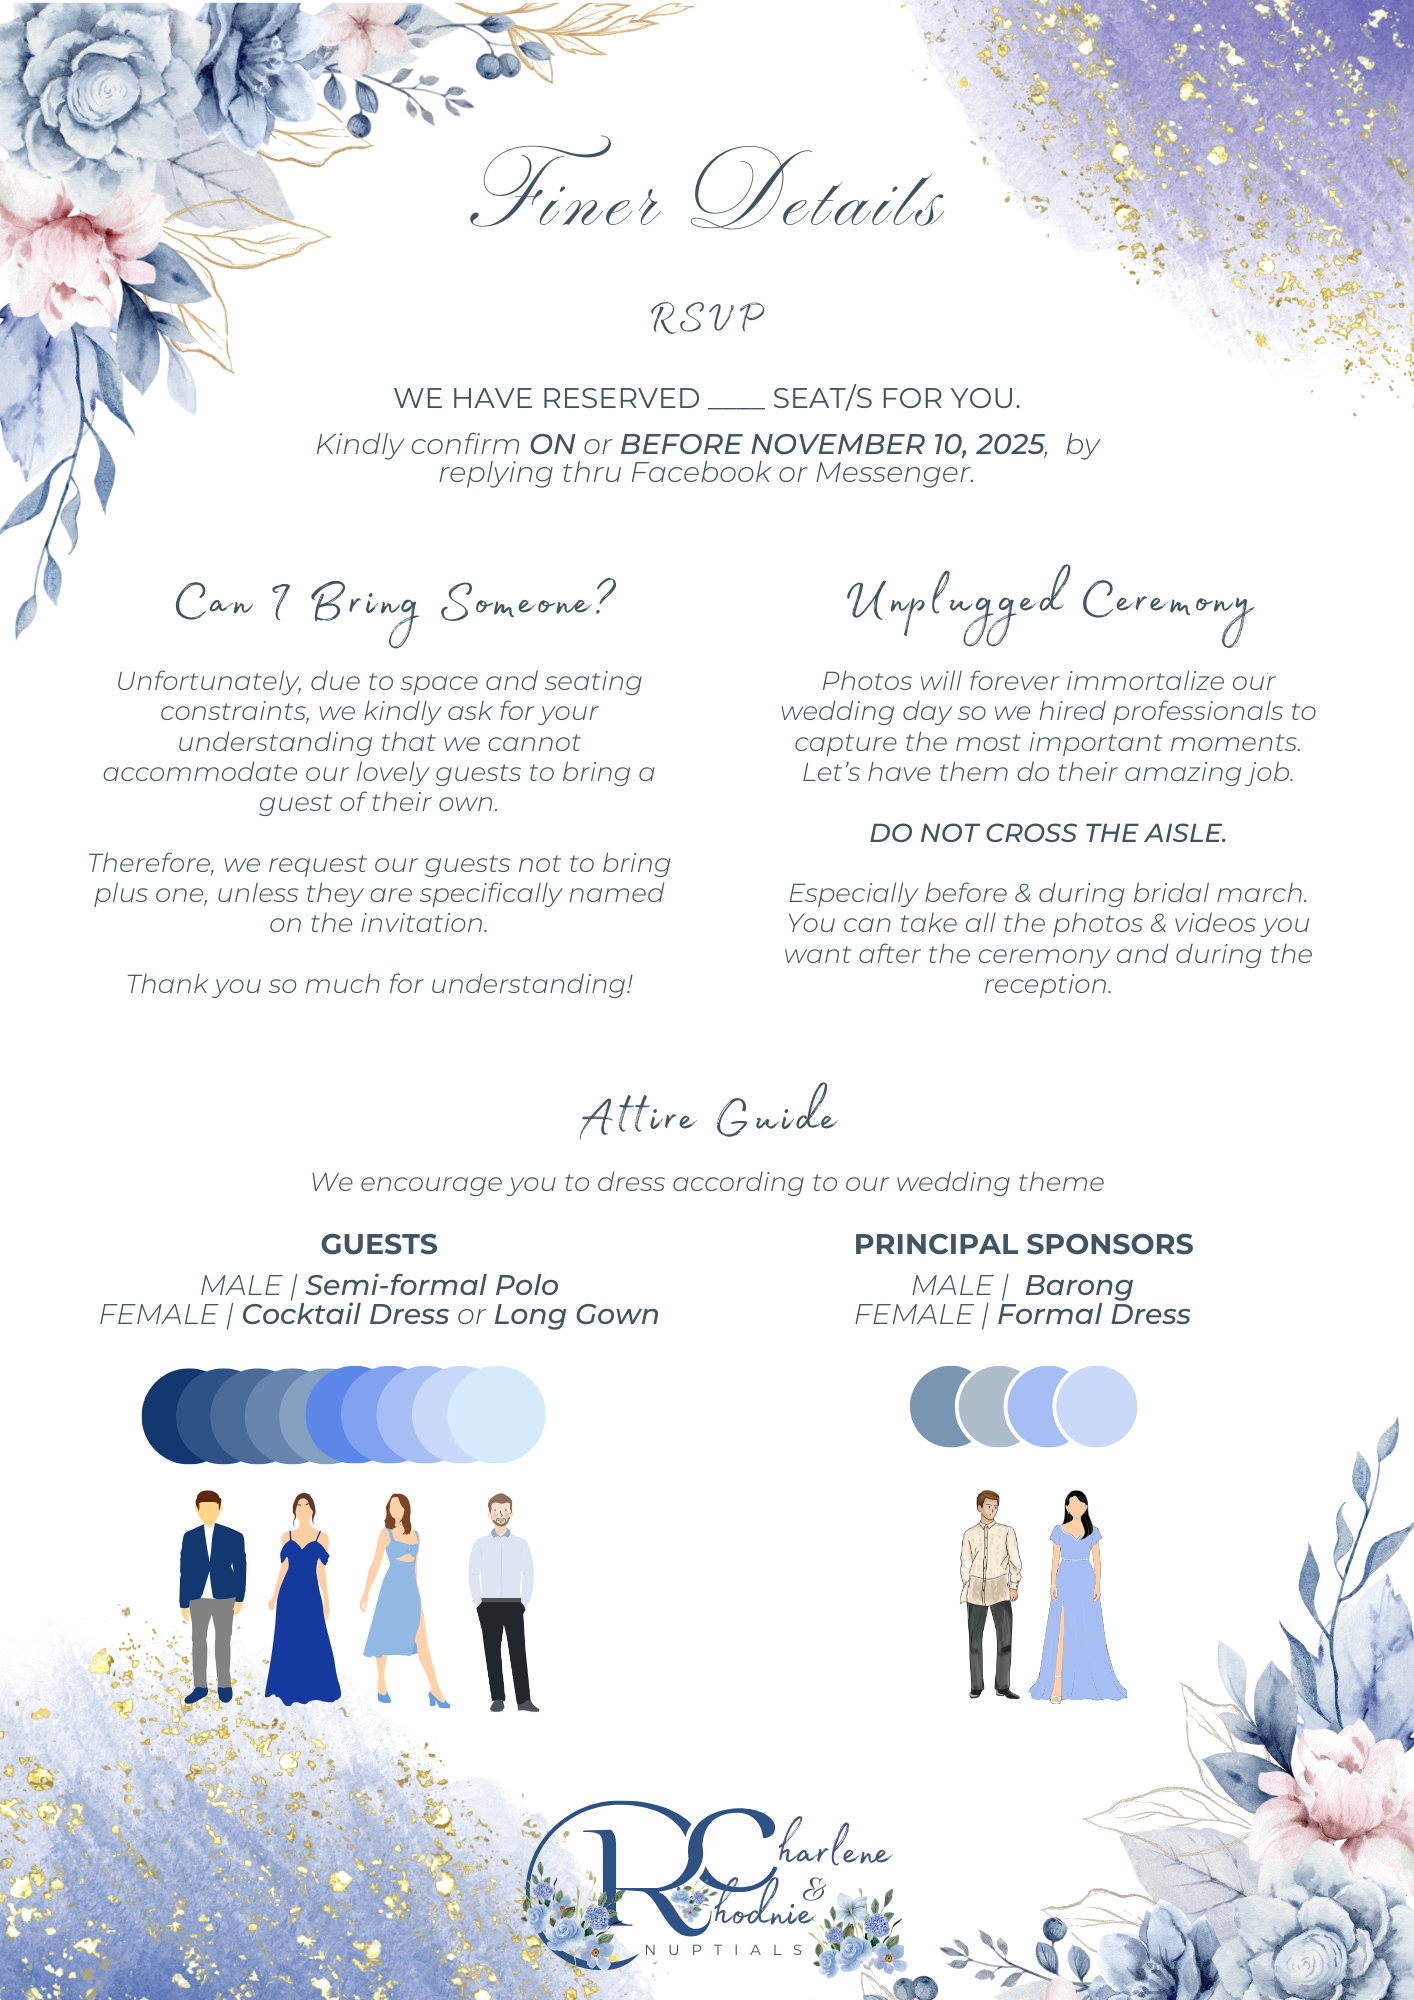 Finer Details
RSVP
WE HAVE RESERVED ____ SEAT/S FOR YOU.
Kindly confirm ON or BEFORE NOVEMBER 10, 2025, by
replying thru Facebook or Messenger.
Can I Bring Someone?
Unfortunately, due to space and seating
constraints, we kindly ask for your
understanding that we cannot
accommodate our lovely guests to bring a
guest of their own.
Therefore, we request our guests not to bring
plus one, unless they are specifically named
on the invitation.
Thank you so much for understanding!
Unplugged Ceremony
Photos will forever immortalize our
wedding day so we hired professionals to
capture the most important moments.
Let's have them do their amazing job.
DO NOT CROSS THE AISLE.
Especially before & during bridal march.
You can take all the photos & videos you
want after the ceremony and during the
reception.
Attire Guide
We encourage you to dress according to our wedding theme
GUESTS
MALE | Semi-formal Polo
FEMALE | Cocktail Dress or Long Gown
PRINCIPAL SPONSORS
MALE | Barong
FEMALE | Formal Dress
Charlene
&
Rhodnie
NUPTIALS